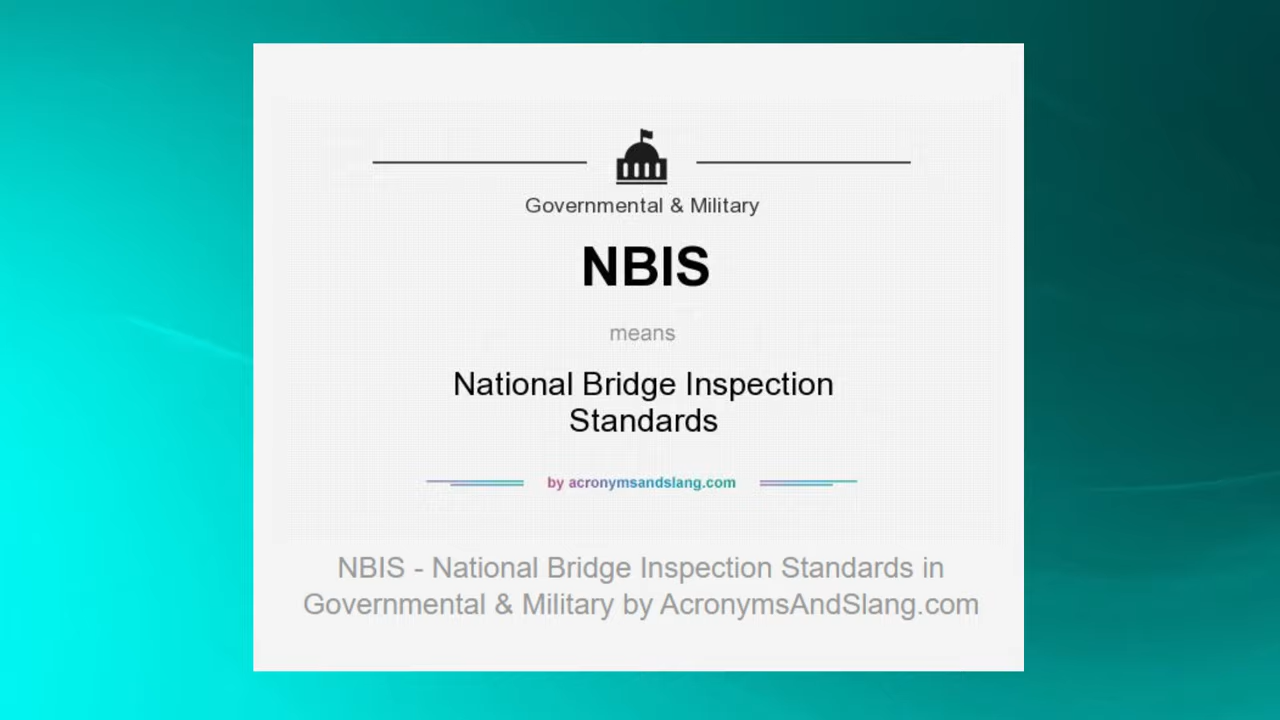 Governmental & Military
NBIS
means
National Bridge Inspection
Standards
by acronymsandslang.com
NBIS - National Bridge Inspection Standards in
Governmental & Military by AcronymsAndSlang.com